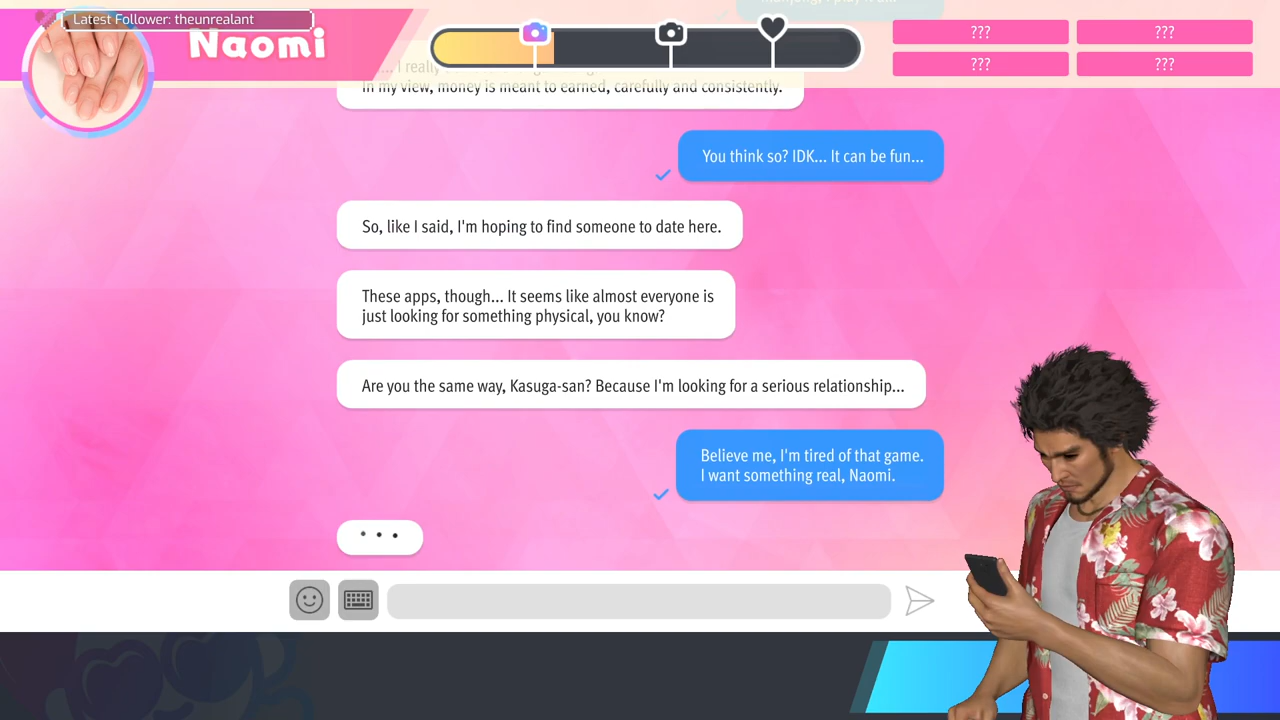 Latest Follower: theunrealant
Naomi
???
???
???
???
I really
In my view, money is meant to earned, carefully and consistently.
You think so? IDK... It can be fun...
So, like I said, I'm hoping to find someone to date here.
These apps, though... It seems like almost everyone is
just looking for something physical, you know?
Are you the same way, Kasuga-san? Because I'm looking for a serious relationship...
Believe me, I'm tired of that game.
I want something real, Naomi.